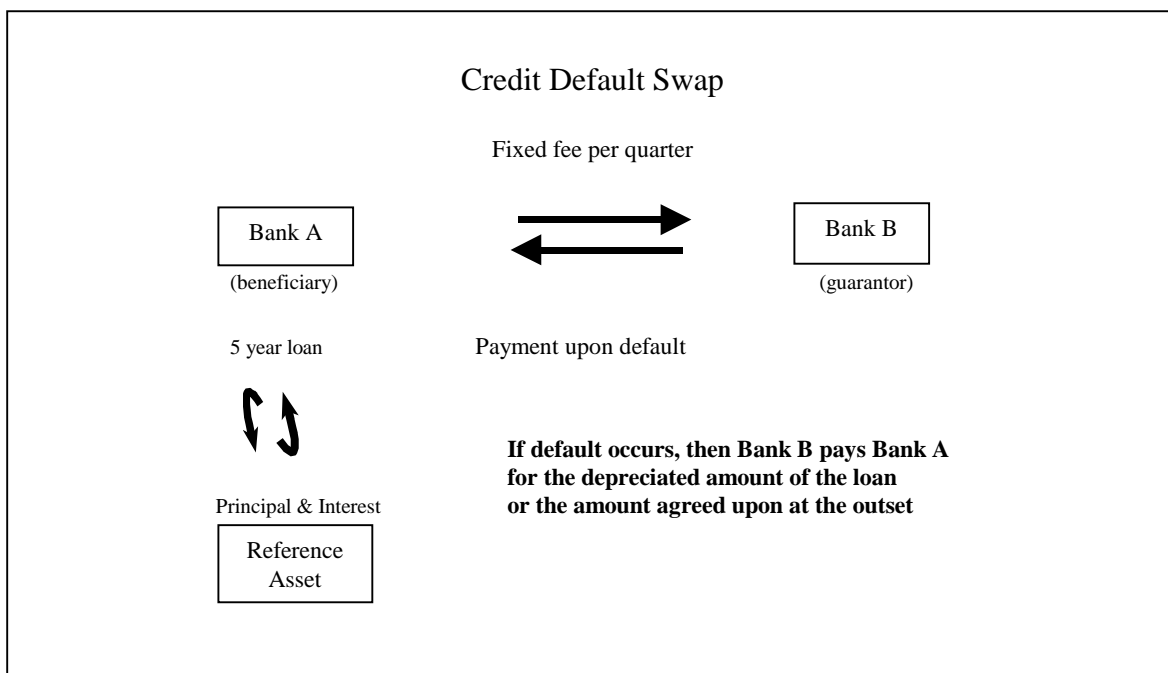 Credit Default Swap
Fixed fee per quarter
Bank A
Bank B
(beneficiary)
(guarantor)
5 year loan
Payment upon default
If default occurs, then Bank B pays Bank A
for the depreciated amount of the loan
or the amount agreed upon at the outset
Principal & Interest
Reference
Asset